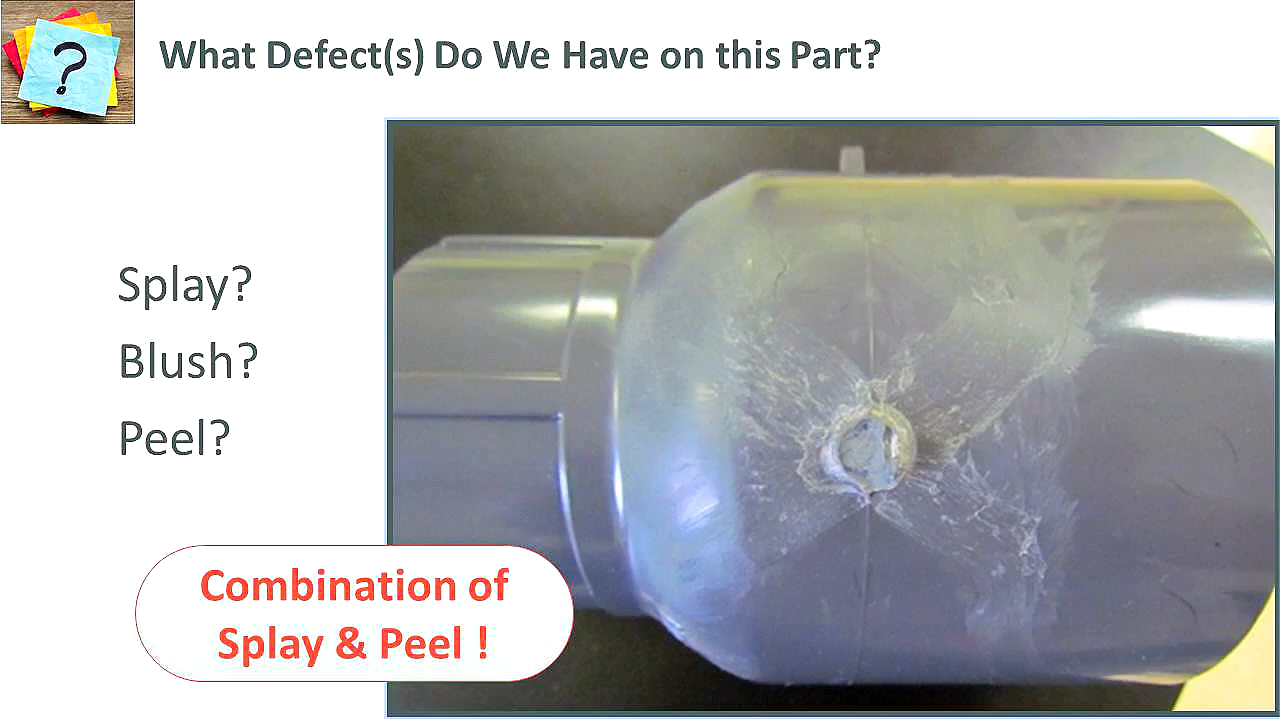 What Defect(s) Do We Have on this Part?
Splay?
Blush?
Peel?
Combination of
Splay & Peel !